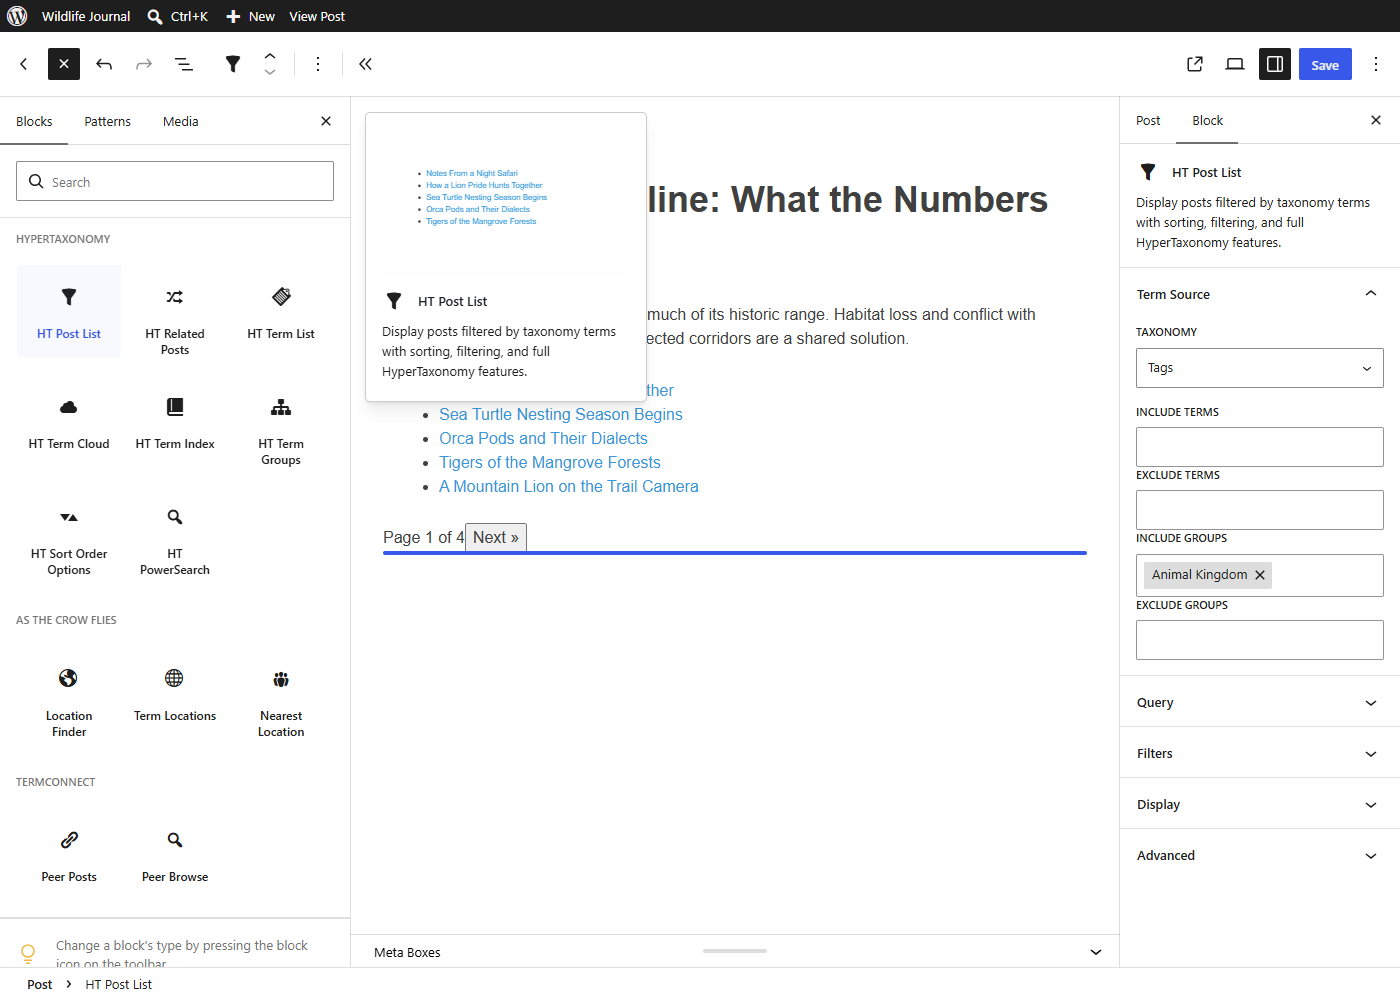 Wildlife Journal
Ctrl+K
New
View Post
Save
Blocks
Patterns
Media
Search
HYPERTAXONOMY
HT Post List
HT Related
Posts
HT Term List
HT Term Cloud
HT Term Index
HT Term
Groups
HT Sort Order
Options
HT
PowerSearch
AS THE CROW FLIES
Location
Finder
Term Locations
Nearest
Location
TERMCONNECT
Peer Posts
Peer Browse
Change a block's type by pressing the block
icon on the toolbar
Notes From a Night Safari
How a Lion Pride Hunts Together
Sea Turtle Nesting Season Begins
Orca Pods and Their Dialects
Tigers of the Mangrove Forests
HT Post List
Display posts filtered by taxonomy terms
with sorting, filtering, and full
HyperTaxonomy features.
line: What the Numbers
much of its historic range. Habitat loss and conflict with
ected corridors are a shared solution.
ther
Sea Turtle Nesting Season Begins
Orca Pods and Their Dialects
Tigers of the Mangrove Forests
A Mountain Lion on the Trail Camera
Page 1 of 4 Next »
Meta Boxes
Post
Block
HT Post List
Display posts filtered by taxonomy terms
with sorting, filtering, and full
HyperTaxonomy features.
Term Source
TAXONOMY
Tags
INCLUDE TERMS
EXCLUDE TERMS
INCLUDE GROUPS
Animal Kingdom
EXCLUDE GROUPS
Query
Filters
Display
Advanced
Post
HT Post List